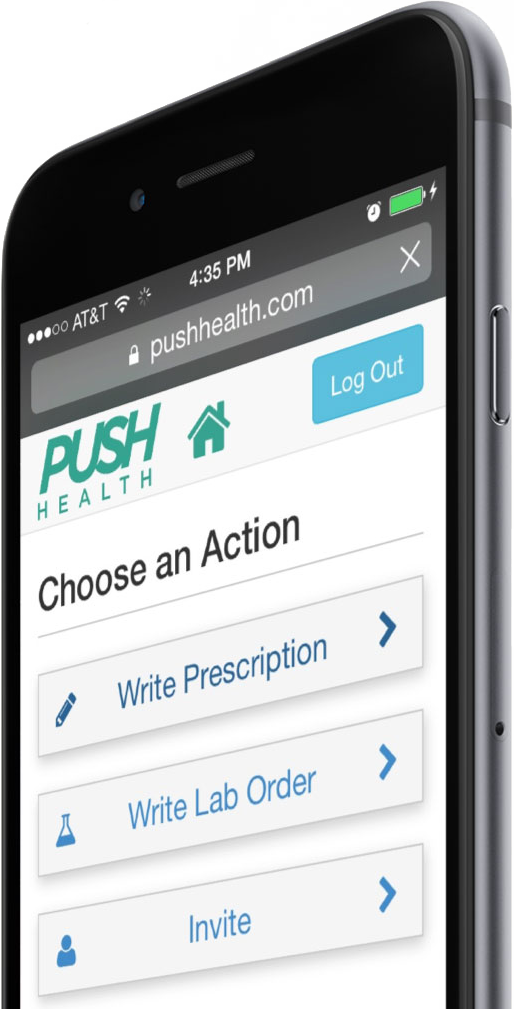 AT&T 4:35 PM
pushhealth.com
PUSH
HEALTH
Log Out
Choose an Action
Write Prescription
Write Lab Order
Invite